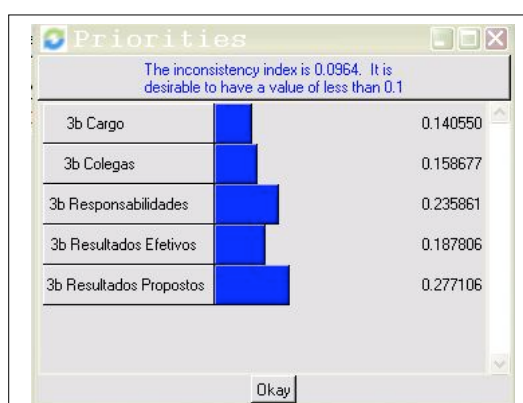 Priorities
The inconsistency index is 0.0964. It is
desirable to have a value of less than 0.1
3b Cargo 0.140550
3b Colegas 0.158677
3b Responsabilidades 0.235861
3b Resultados Efetivos 0.187806
3b Resultados Propostos 0.277106
Okay